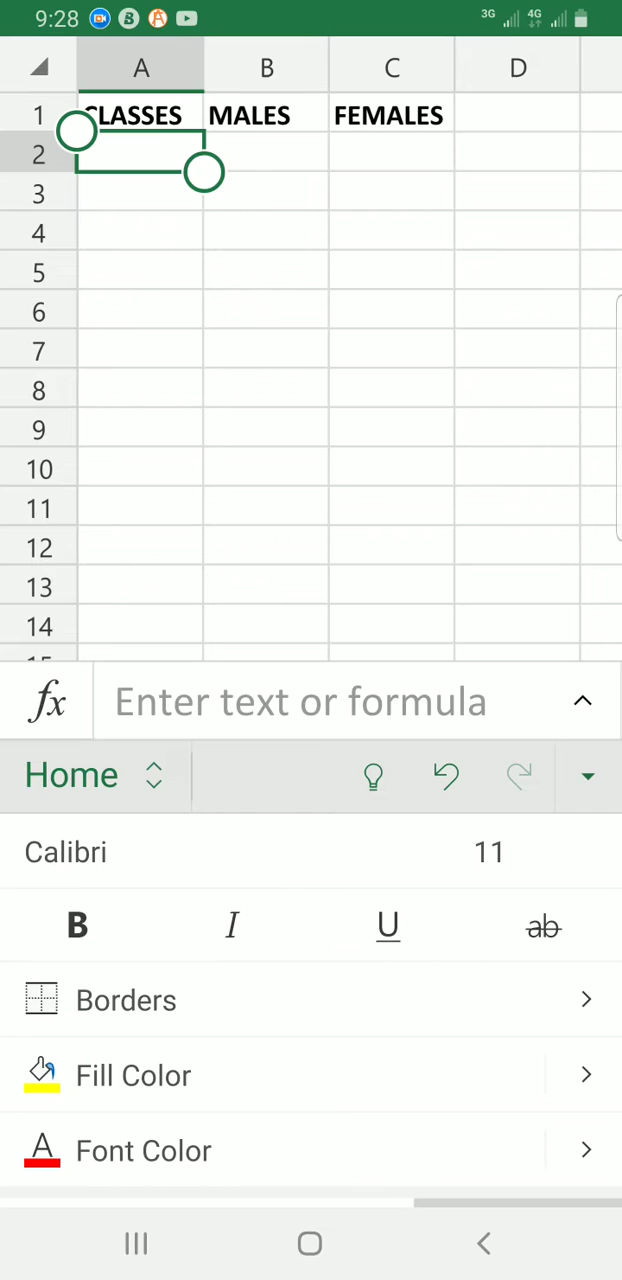 9:28 3G 4G
A B C D
1 CLASSES MALES FEMALES
2
3
4
5
6
7
8
9
10
11
12
13
14
fx Enter text or formula
Home
Calibri 11
B I U ab
Borders
Fill Color
A Font Color